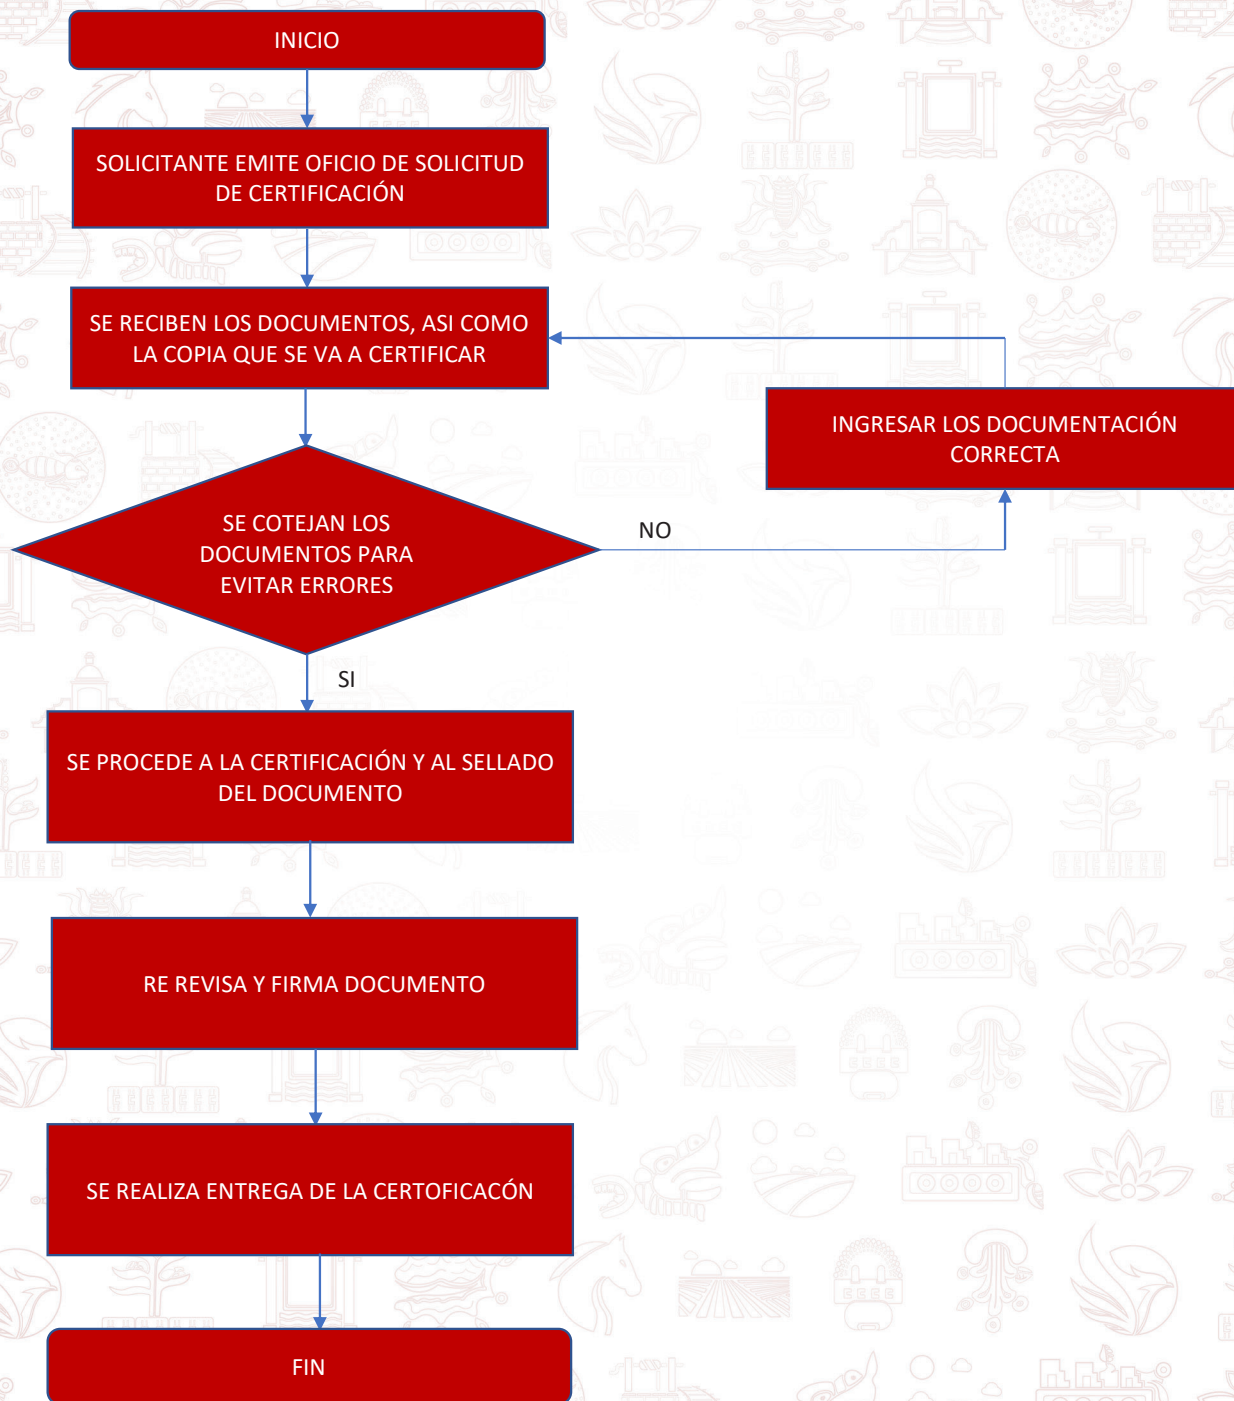 INICIO
SOLICITANTE EMITE OFICIO DE SOLICITUD
DE CERTIFICACIÓN
SE RECIBEN LOS DOCUMENTOS, ASI COMO
LA COPIA QUE SE VA A CERTIFICAR
INGRESAR LOS DOCUMENTACIÓN
CORRECTA
SE COTEJAN LOS
DOCUMENTOS PARA
EVITAR ERRORES
NO
SI
SE PROCEDE A LA CERTIFICACIÓN Y AL SELLADO
DEL DOCUMENTO
RE REVISA Y FIRMA DOCUMENTO
SE REALIZA ENTREGA DE LA CERTOFICACÓN
FIN